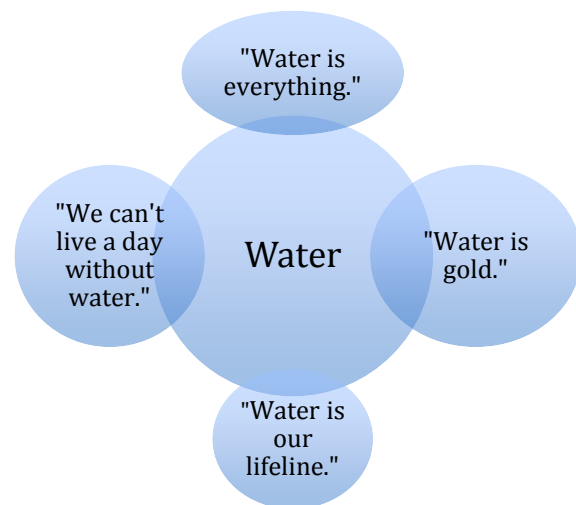 "Water is
everything."
"We can't
live a day
without
water."
Water
"Water is
gold."
"Water is
our
lifeline."